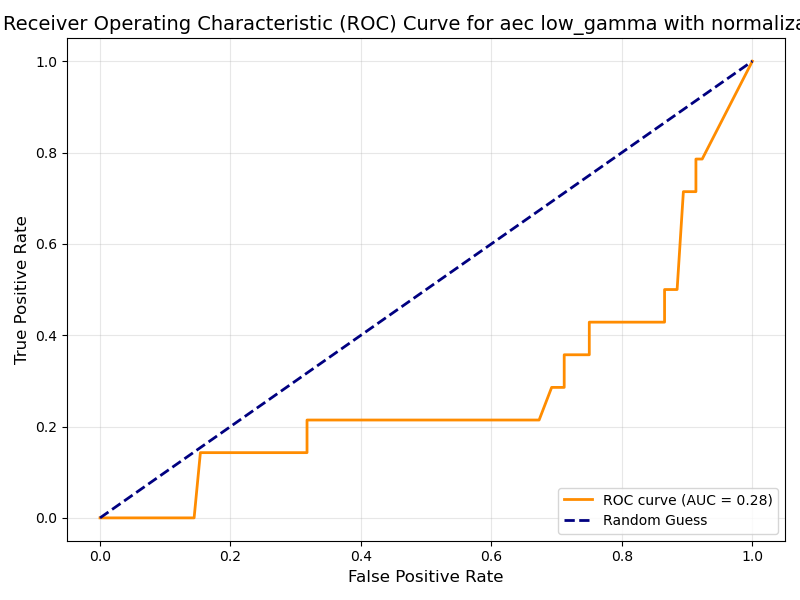 Receiver Operating Characteristic (ROC) Curve for aec low_gamma with normaliza
1.0
0.8
0.6
0.4
0.2
0.0
True Positive Rate
ROC curve (AUC = 0.28)
Random Guess
0.0 0.2 0.4 0.6 0.8 1.0
False Positive Rate